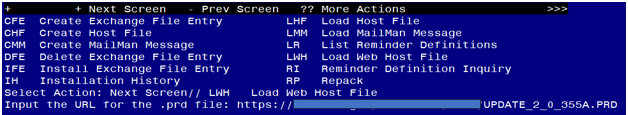 + + Next Screen - Prev Screen ?? More Actions >>>
CFE Create Exchange File Entry LHF Load Host File
CHF Create Host File LMM Load MailMan Message
CMM Create MailMan Message LR List Reminder Definitions
DFE Delete Exchange File Entry LWH Load Web Host File
IFE Install Exchange File Entry RI Reminder Definition Inquiry
IH Installation History RP Repack
Select Action: Next Screen// LWH Load Web Host File
Input the URL for the .prd file: https:// UPDATE_2_0_355A.PRD